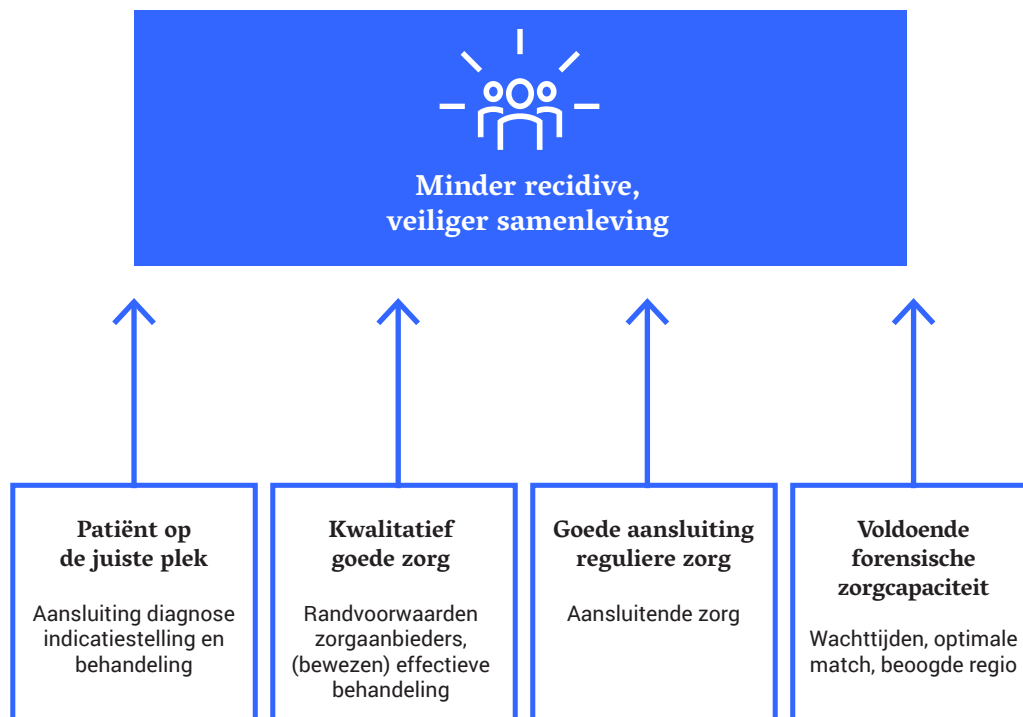 Minder recidive,
veiliger samenleving
Patiënt op
de juiste plek
Aansluiting diagnose
indicatiestelling en
behandeling
Kwalitatief
goede zorg
Randvoorwaarden
zorgaanbieders,
(bewezen) effectieve
behandeling
Goede aansluiting
reguliere zorg
Aansluitende zorg
Voldoende
forensische
zorgcapaciteit
Wachttijden, optimale
match, beoogde regio